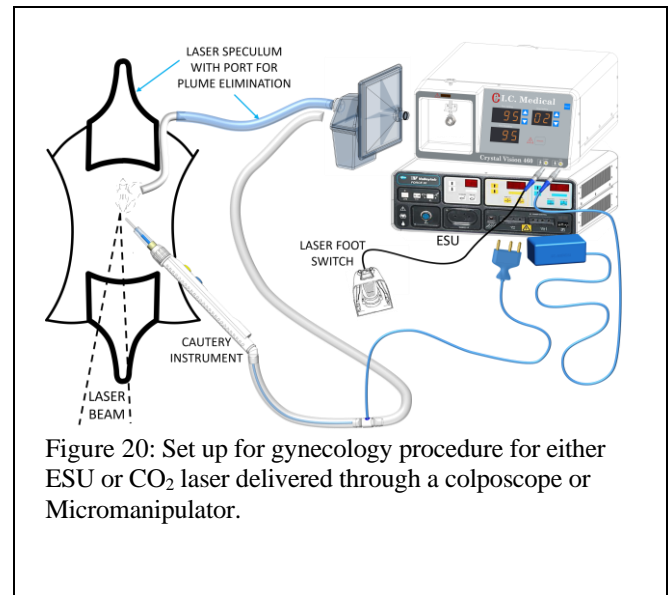 LASER SPECULUM
WITH PORT FOR
PLUME ELIMINATION
I.C. Medical
95 02
95
Crystal Vision 460
ESU
LASER FOOT
SWITCH
CAUTERY
INSTRUMENT
LASER
BEAM
Figure 20: Set up for gynecology procedure for either
ESU or CO₂ laser delivered through a colposcope or
Micromanipulator.